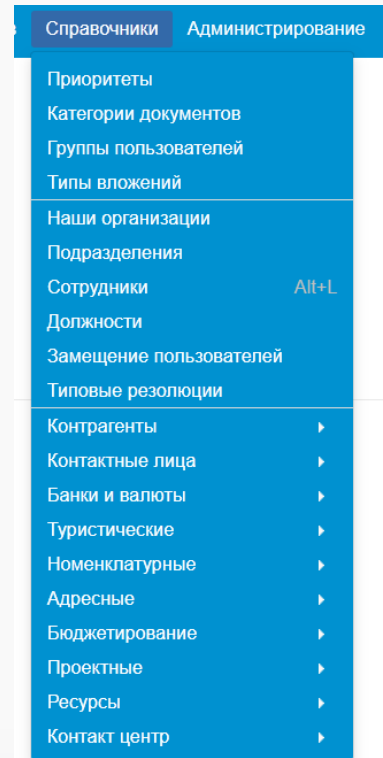 Справочники Администрирование
Приоритеты
Категории документов
Группы пользователей
Типы вложений
Наши организации
Подразделения
Сотрудники Alt+L
Должности
Замещение пользователей
Типовые резолюции
Контрагенты
Контактные лица
Банки и валюты
Туристические
Номенклатурные
Адресные
Бюджетирование
Проектные
Ресурсы
Контакт центр